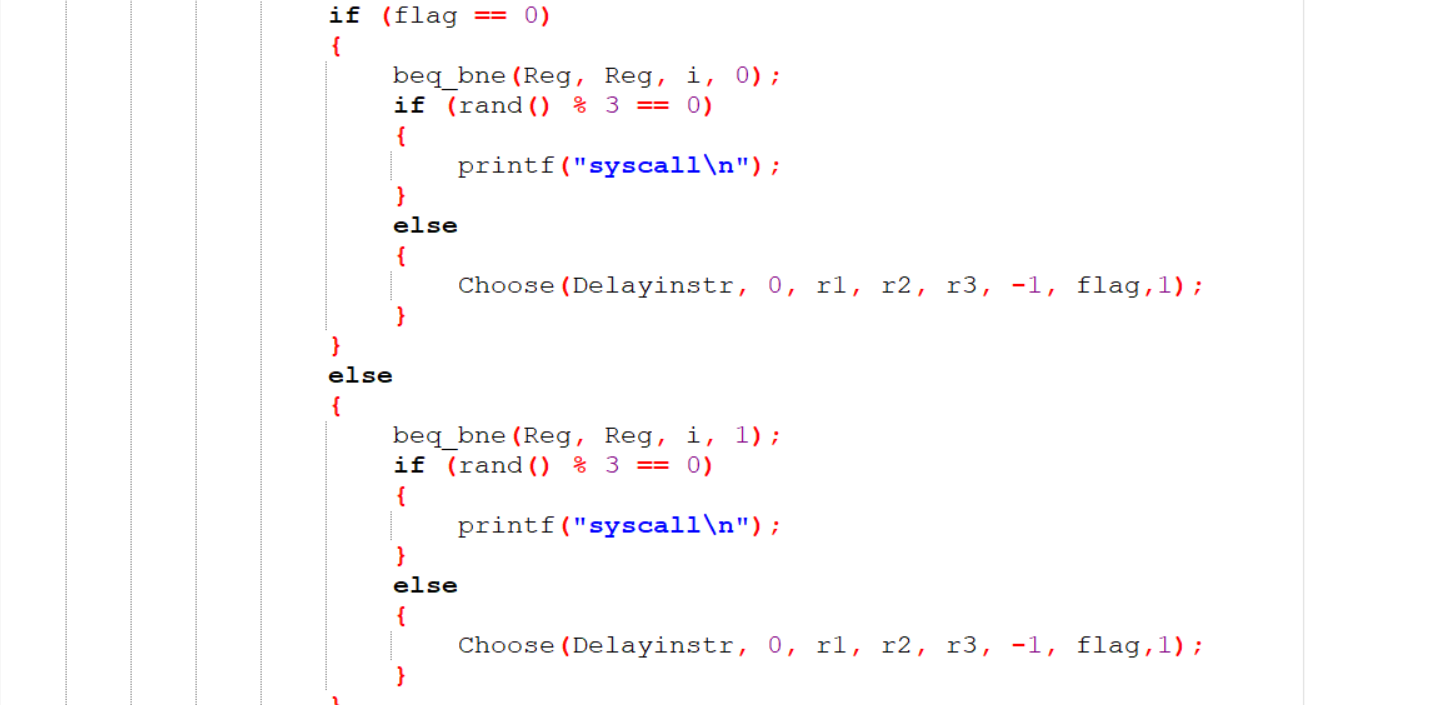 if (flag == 0)
{
beq_bne(Reg, Reg, i, 0);
if (rand() % 3 == 0)
{
printf("syscall\n");
}
else
{
Choose(Delayinstr, 0, r1, r2, r3, -1, flag,1);
}
}
else
{
beq_bne(Reg, Reg, i, 1);
if (rand() % 3 == 0)
{
printf("syscall\n");
}
else
{
Choose(Delayinstr, 0, r1, r2, r3, -1, flag,1);
}
}